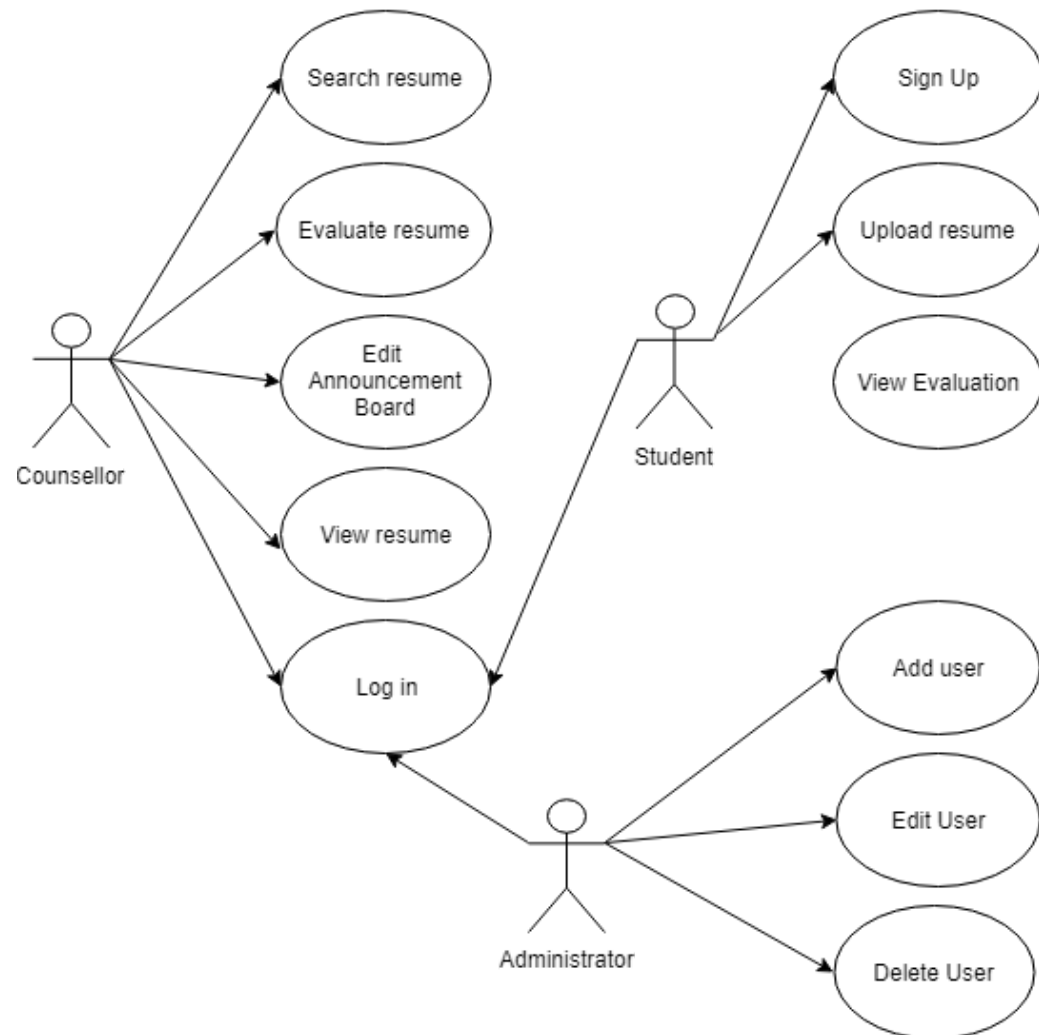 Search resume
Sign Up
Evaluate resume
Upload resume
Edit
Announcement
Board
View Evaluation
Counsellor
Student
View resume
Log in
Add user
Edit User
Administrator
Delete User